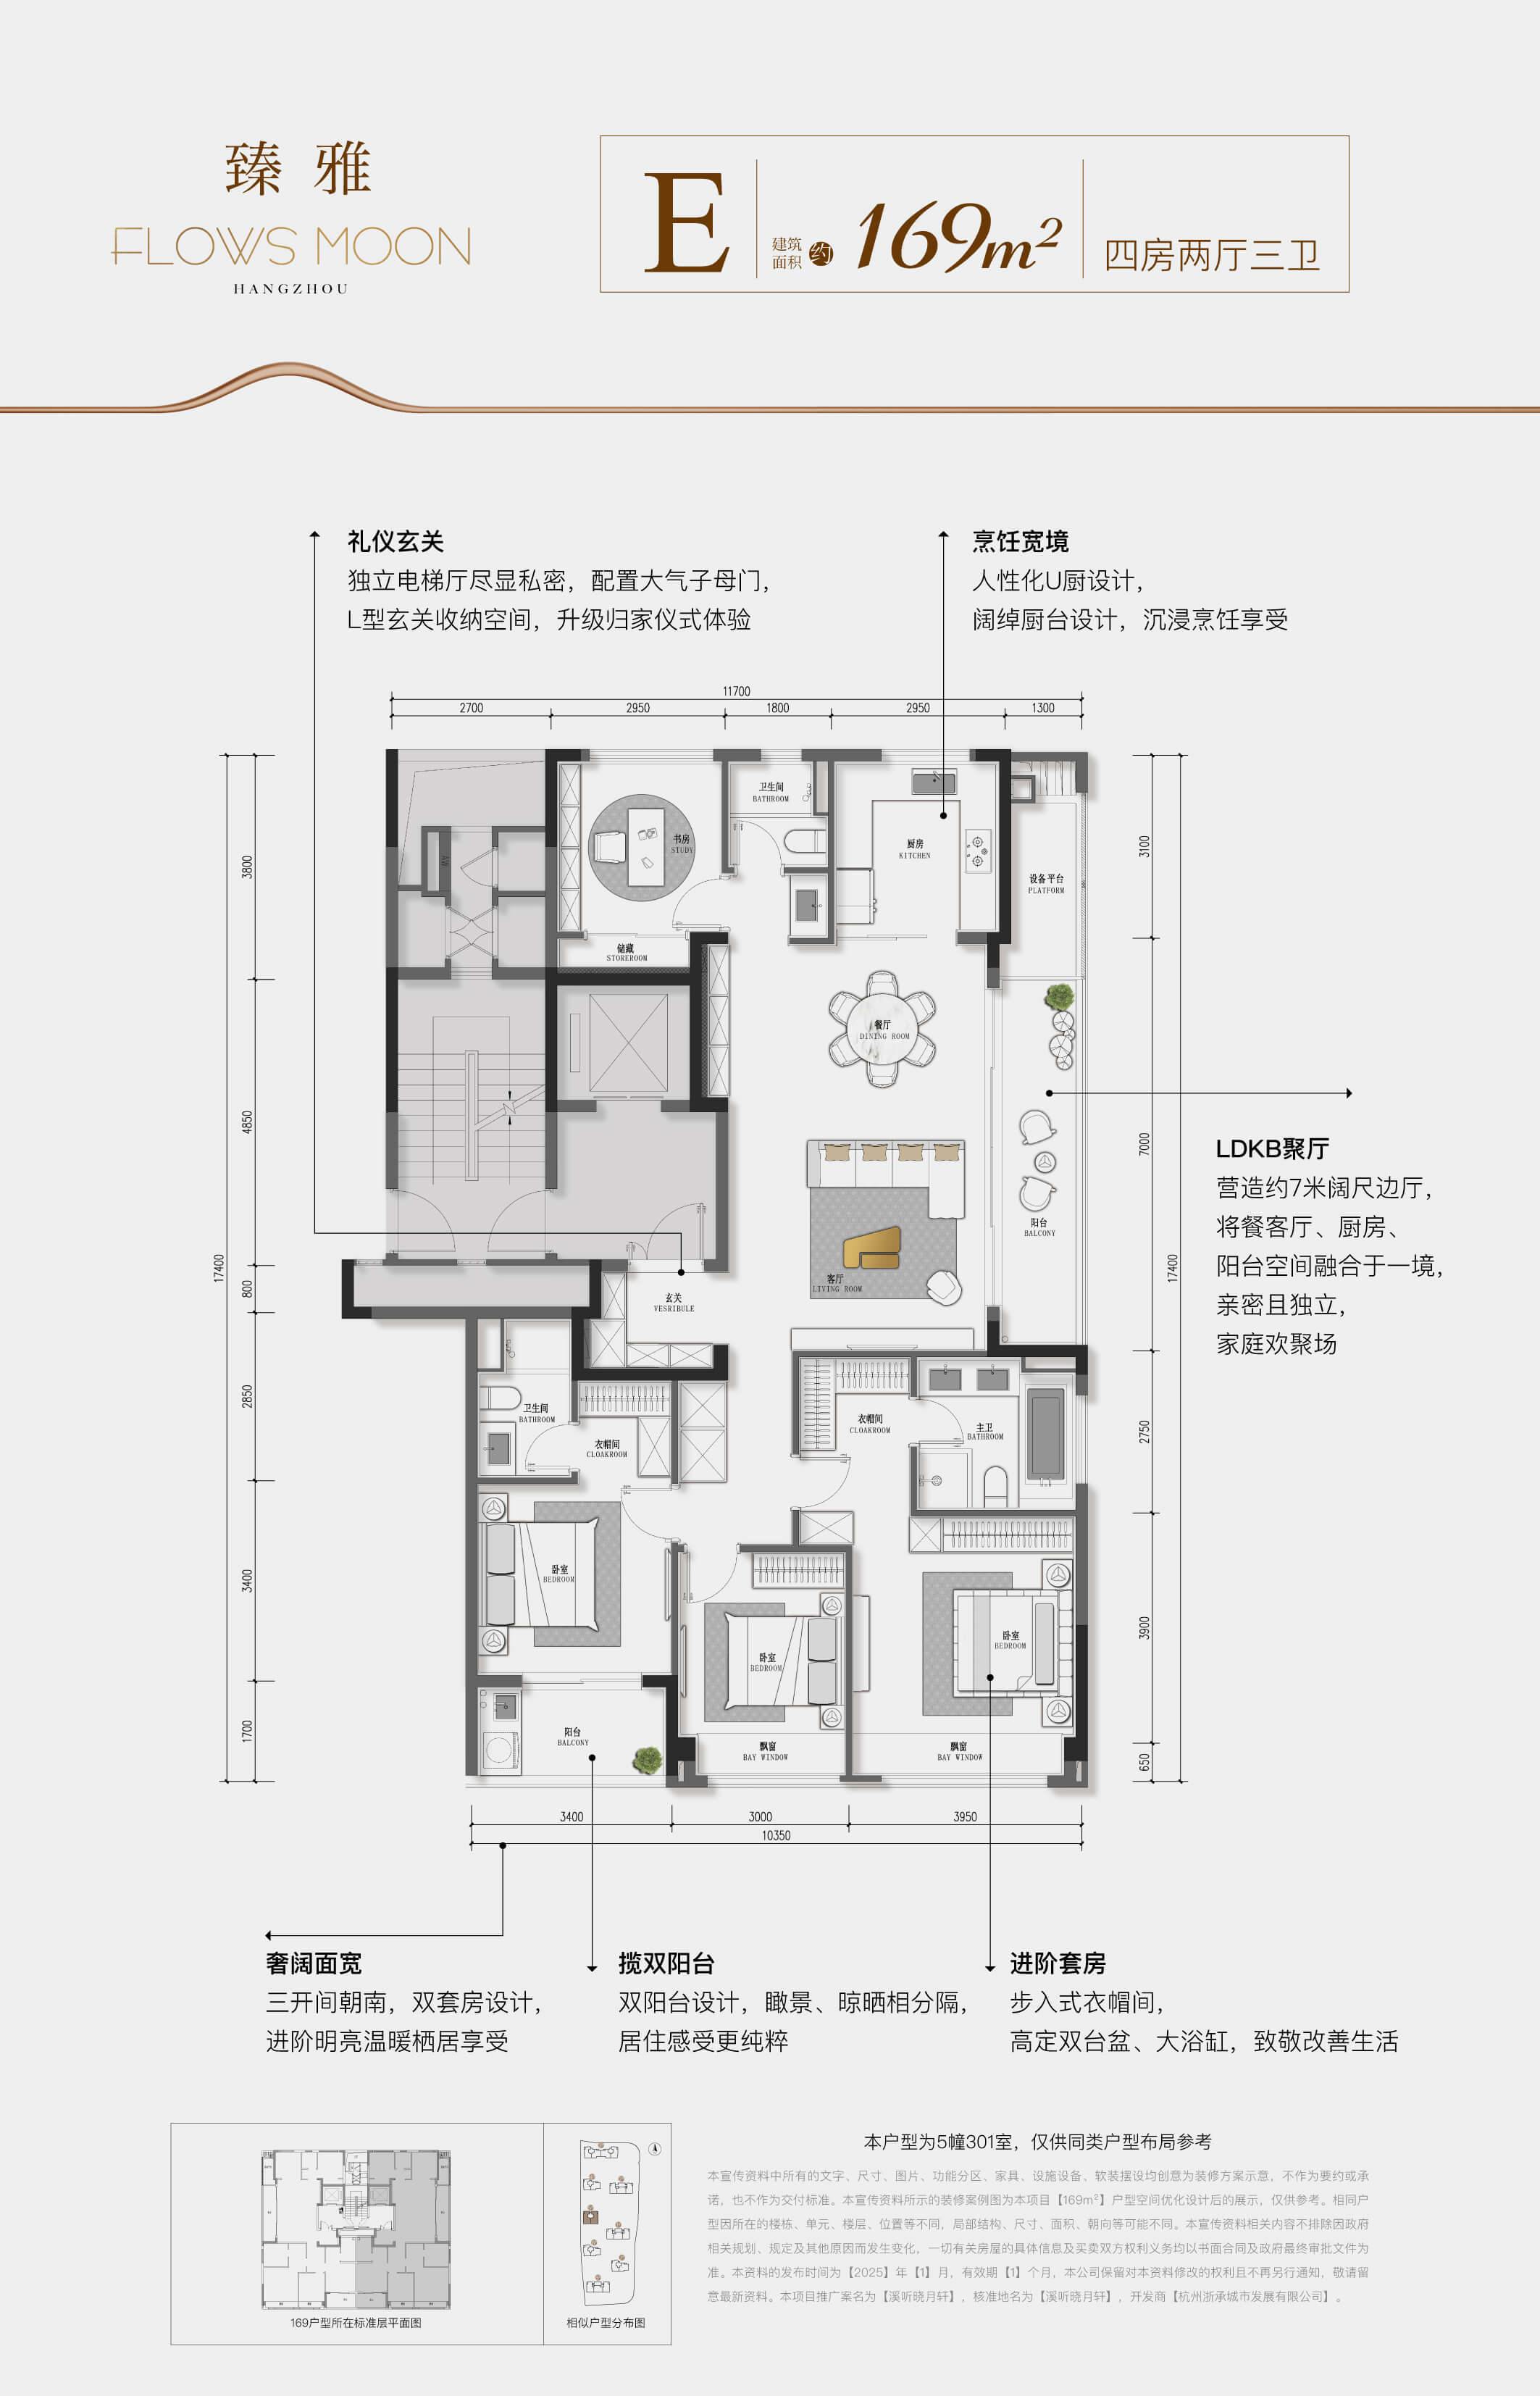 臻雅
FLOWS MOON
HANGZHOU
E
建筑
面积
约
169m²
四房两厅三卫
礼仪玄关
独立电梯厅尽显私密，配置大气子母门，
L型玄关收纳空间，升级归家仪式体验
烹饪宽境
人性化U厨设计，
阔绰厨台设计，沉浸烹饪享受
11700
2700
2950
1800
2950
1300
17400
3800
4850
800
2850
3400
1700
3100
7000
2750
3900
650
17400
书房
STUDY
卫生间
BATHROOM
厨房
KITCHEN
设备平台
PLATFORM
储藏
STOREROOM
餐厅
DINING ROOM
阳台
BALCONY
客厅
LIVING ROOM
玄关
VESRIBULE
卫生间
BATHROOM
衣帽间
CLOAKROOM
衣帽间
CLOAKROOM
主卫
BATHROOM
卧室
BEDROOM
卧室
BEDROOM
卧室
BEDROOM
阳台
BALCONY
飘窗
BAY WINDOW
飘窗
BAY WINDOW
LDKB聚厅
营造约7米阔尺边厅，
将餐客厅、厨房、
阳台空间融合于一境，
亲密且独立，
家庭欢聚场
3400
3000
3950
10350
奢阔面宽
三开间朝南，双套房设计，
进阶明亮温暖栖居享受
揽双阳台
双阳台设计，瞰景、晾晒相分隔，
居住感受更纯粹
进阶套房
步入式衣帽间，
高定双台盆、大浴缸，致敬改善生活
169户型所在标准层平面图
相似户型分布图
本户型为5幢301室，仅供同类户型布局参考
本宣传资料中所有的文字、尺寸、图片、功能分区、家具、设施设备、软装摆设均创意为装修方案示意，不作为要约或承
诺，也不作为交付标准。本宣传资料所示的装修案例图为本项目【169m²】户型空间优化设计后的展示，仅供参考。相同户
型因所在的楼栋、单元、楼层、位置等不同，局部结构、尺寸、面积、朝向等可能不同。本宣传资料相关内容不排除因政府
相关规划、规定及其他原因而发生变化，一切有关房屋的具体信息及买卖双方权利义务均以书面合同及政府最终审批文件为
准。本资料的发布时间为【2025】年【1】月，有效期【1】个月，本公司保留对本资料修改的权利且不再另行通知，敬请留
意最新资料。本项目推广案名为【溪听晓月轩】，核准地名为【溪听晓月轩】，开发商【杭州浙承城市发展有限公司】。